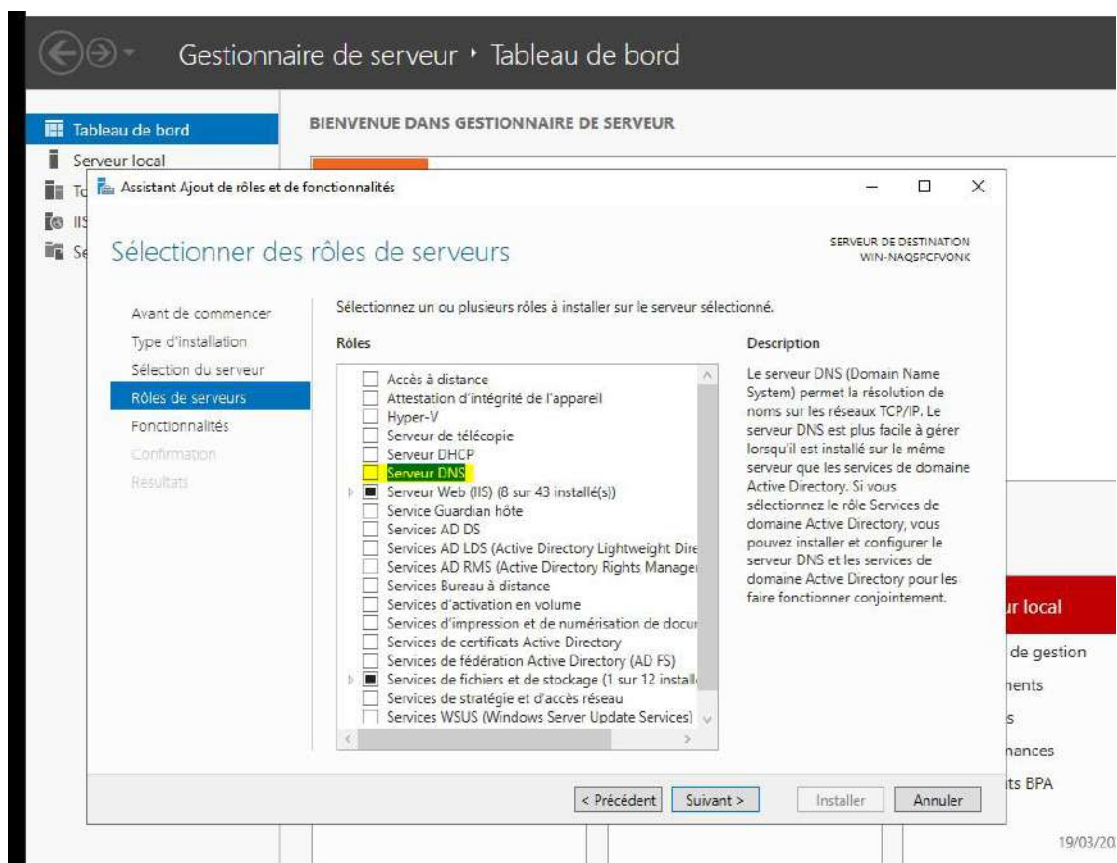 Gestionnaire de serveur ‣ Tableau de bord
Tableau de bord
BIENVENUE DANS GESTIONNAIRE DE SERVEUR
Serveur local
To
IIS
Se
Assistant Ajout de rôles et de fonctionnalités
Sélectionner des rôles de serveurs
SERVEUR DE DESTINATION
Avant de commencer
Type d'installation
Sélection du serveur
Rôles de serveurs
Fonctionnalités
Confirmation
Résultats
Sélectionnez un ou plusieurs rôles à installer sur le serveur sélectionné.
Rôles
Accès à distance
Attestation d'intégrité de l'appareil
Hyper-V
Serveur de télécopie
Serveur DHCP
Serveur DNS
Serveur Web (IIS) (8 sur 43 installé(s))
Service Guardian hôte
Services AD DS
Services AD LDS (Active Directory Lightweight Dire
Services AD RMS (Active Directory Rights Manager
Services Bureau à distance
Services d'activation en volume
Services d'impression et de numérisation de docur
Services de certificats Active Directory
Services de fédération Active Directory (AD FS)
Services de fichiers et de stockage (1 sur 12 install
Services de stratégie et d'accès réseau
Services WSUS (Windows Server Update Services)
Description
Le serveur DNS (Domain Name
System) permet la résolution de
noms sur les réseaux TCP/IP. Le
serveur DNS est plus facile à gérer
lorsqu'il est installé sur le même
serveur que les services de domaine
Active Directory. Si vous
sélectionnez le rôle Services de
domaine Active Directory, vous
pouvez installer et configurer le
serveur DNS et les services de
domaine Active Directory pour les
faire fonctionner conjointement.
< Précédent
Suivant >
Installer
Annuler
ur local
de gestion
ments
s
mances
ts BPA
19/03/20